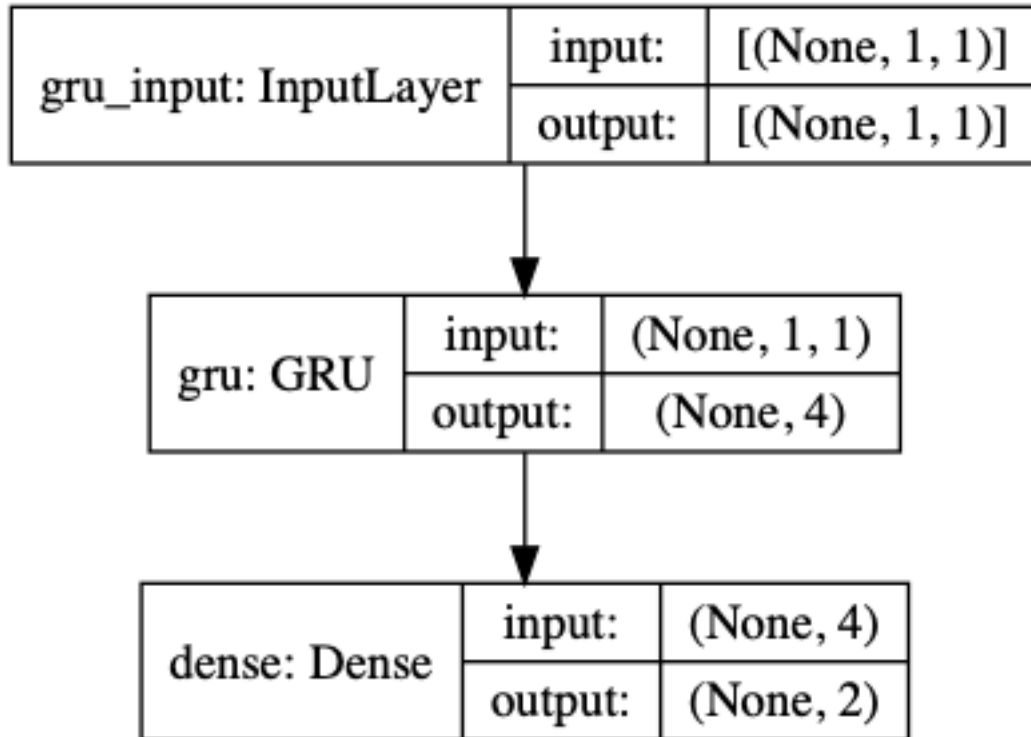 gru_input: InputLayer
input: [(None, 1, 1)]
output: [(None, 1, 1)]
gru: GRU
input: (None, 1, 1)
output: (None, 4)
dense: Dense
input: (None, 4)
output: (None, 2)